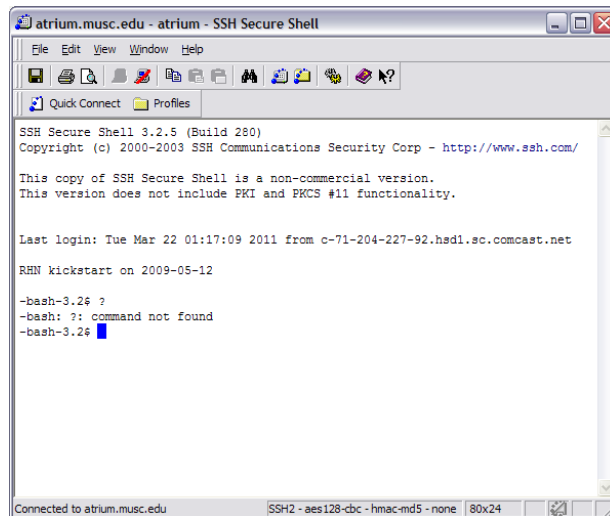 atrium.musc.edu - atrium - SSH Secure Shell
File Edit View Window Help
Quick Connect Profiles
SSH Secure Shell 3.2.5 (Build 280)
Copyright (c) 2000-2003 SSH Communications Security Corp - http://www.ssh.com/
This copy of SSH Secure Shell is a non-commercial version.
This version does not include PKI and PKCS #11 functionality.
Last login: Tue Mar 22 01:17:09 2011 from c-71-204-227-92.hsd1.sc.comcast.net
RHN kickstart on 2009-05-12
-bash-3.2$ ?
-bash: ?: command not found
-bash-3.2$
Connected to atrium.musc.edu SSH2 - aes128-cbc - hmac-md5 - none 80x24